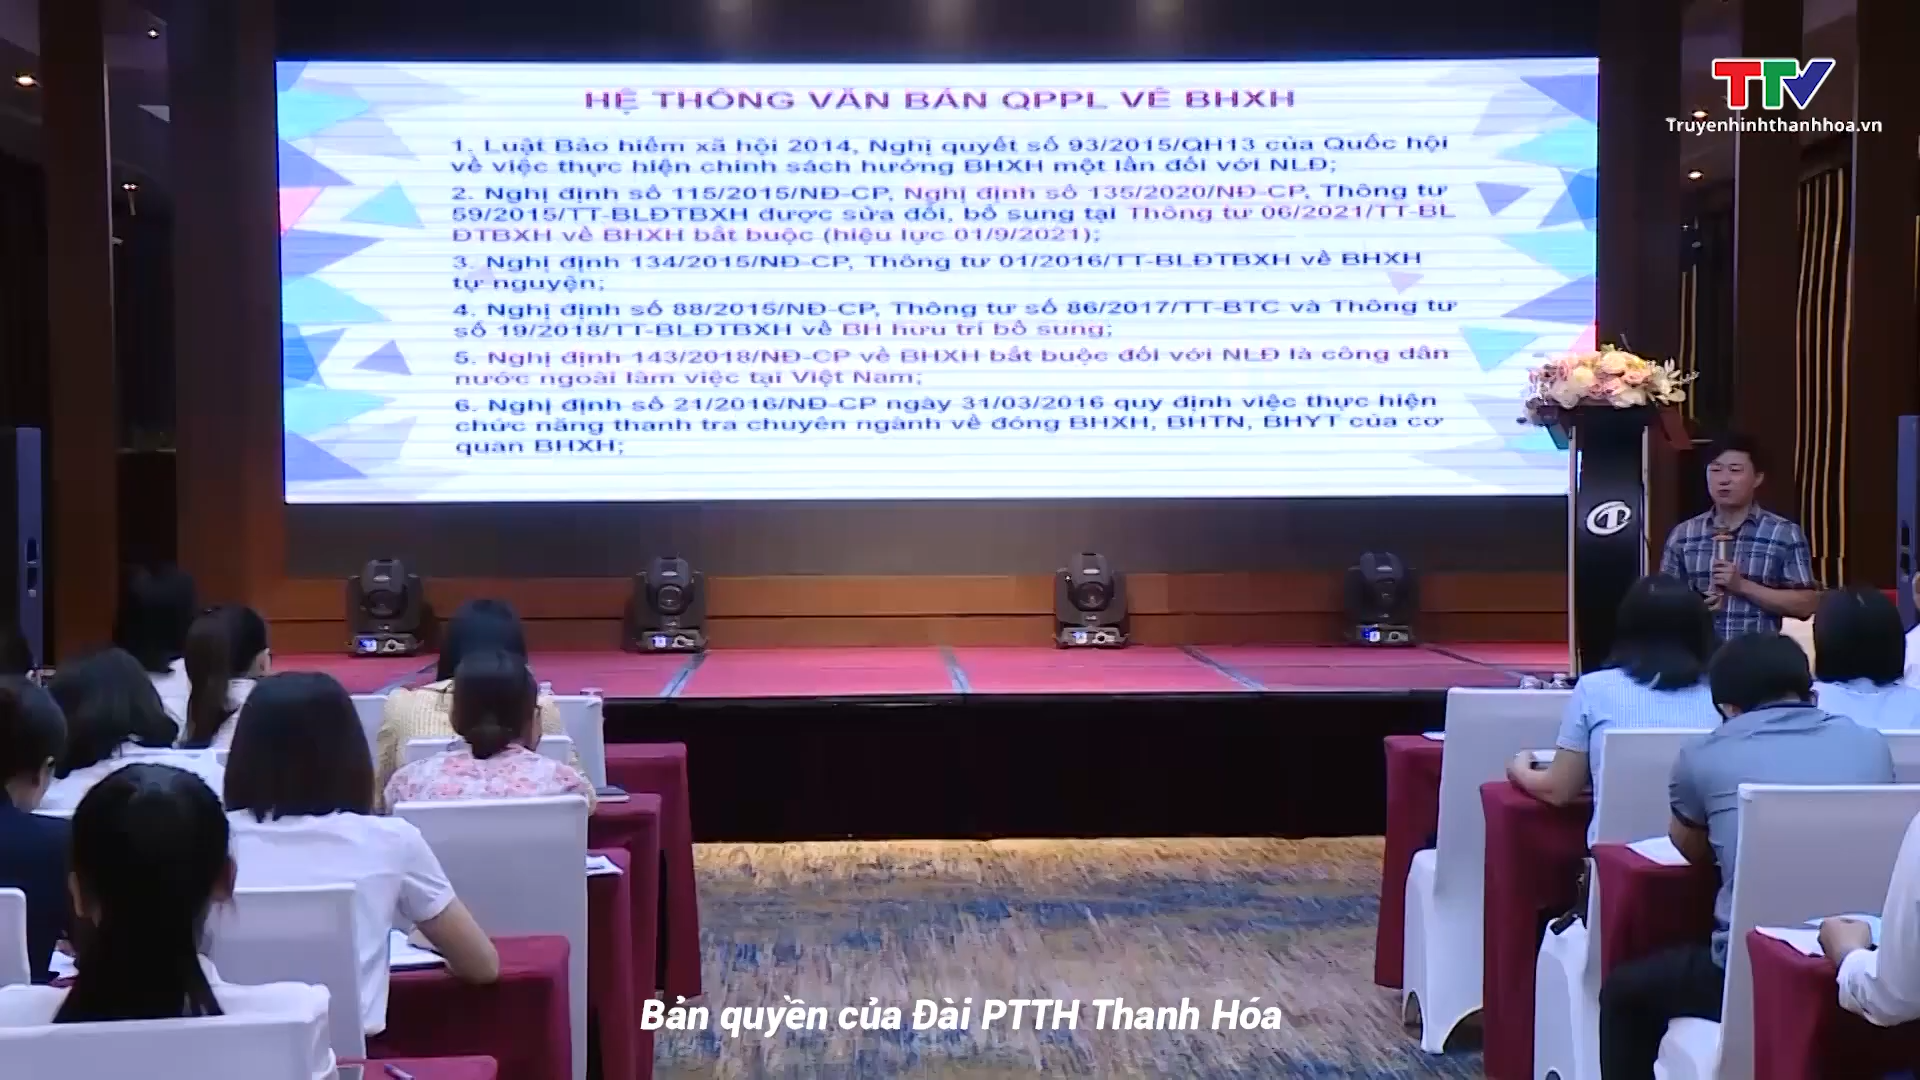 HỆ THỐNG VĂN BẢN QPPL VỀ BHXH
1. Luật Bảo hiểm xã hội 2014, Nghị quyết số 93/2015/QH13 của Quốc hội
về việc thực hiện chính sách hưởng BHXH một lần đối với NLĐ;
2. Nghị định số 115/2015/NĐ-CP, Nghị định số 135/2020/NĐ-CP, Thông tư
59/2015/TT-BLĐTBXH được sửa đổi, bổ sung tại Thông tư 06/2021/TT-BL
ĐTBXH về BHXH bắt buộc (hiệu lực 01/9/2021);
3. Nghị định 134/2015/NĐ-CP, Thông tư 01/2016/TT-BLĐTBXH về BHXH
tự nguyện;
4. Nghị định số 88/2015/NĐ-CP, Thông tư số 86/2017/TT-BTC và Thông tư
số 19/2018/TT-BLĐTBXH về BH hưu trí bổ sung;
5. Nghị định 143/2018/NĐ-CP về BHXH bắt buộc đối với NLĐ là công dân
nước ngoài làm việc tại Việt Nam;
6. Nghị định số 21/2016/NĐ-CP ngày 31/03/2016 quy định việc thực hiện
chức năng thanh tra chuyên ngành về đóng BHXH, BHTN, BHYT của cơ
quan BHXH;
TTV
Truyenhinhthanhhoa.vn
Bản quyền của Đài PTTH Thanh Hóa